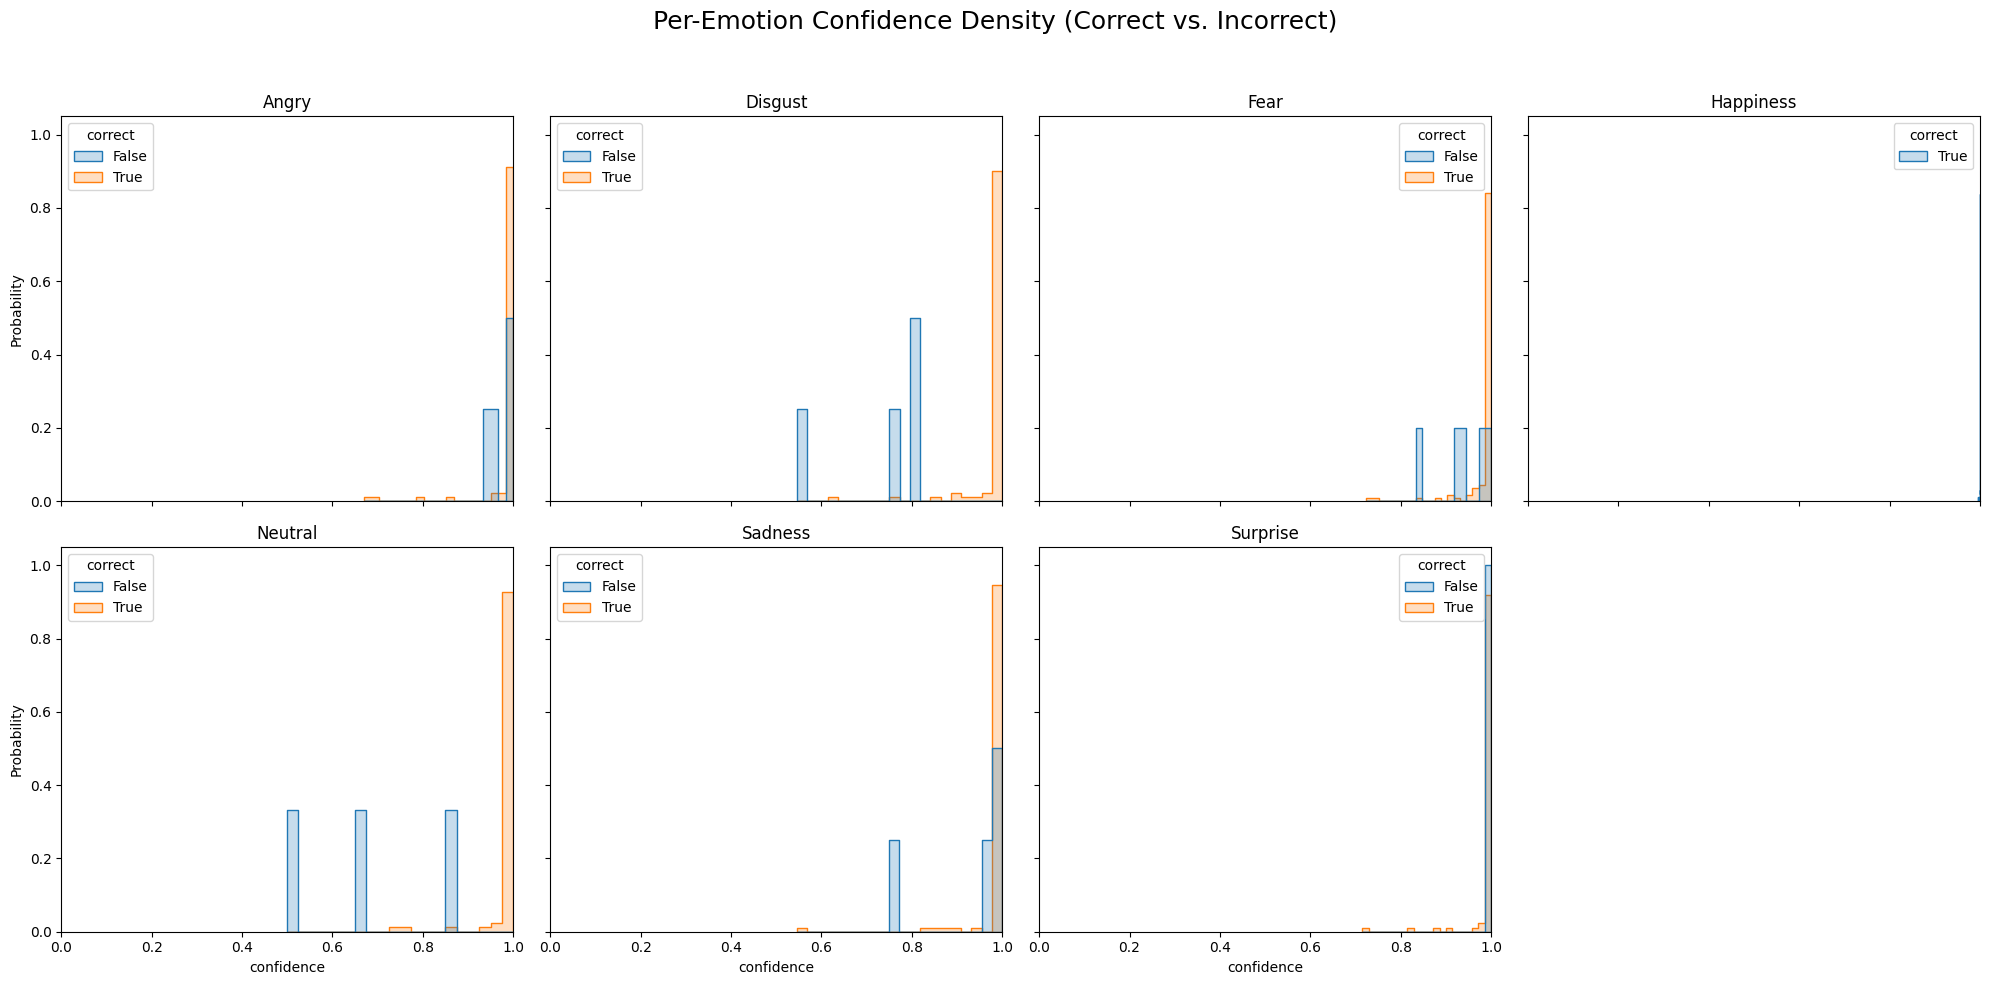 Per-Emotion Confidence Density (Correct vs. Incorrect)
Angry
Disgust
Fear
Happiness
correct
False
True
correct
False
True
correct
False
True
correct
True
1.0
0.8
0.6
0.4
0.2
0.0
Probability
Neutral
Sadness
Surprise
correct
False
True
correct
False
True
correct
False
True
1.0
0.8
0.6
0.4
0.2
0.0
Probability
0.0 0.2 0.4 0.6 0.8 1.0
0.0 0.2 0.4 0.6 0.8 1.0
0.0 0.2 0.4 0.6 0.8 1.0
confidence
confidence
confidence